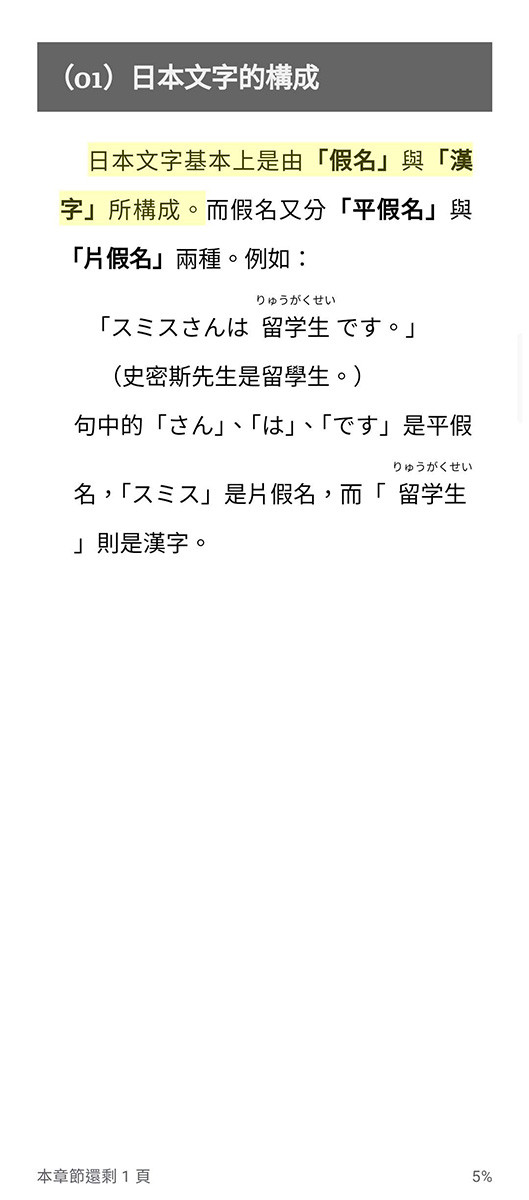 （01）日本文字的構成
日本文字基本上是由「假名」與「漢
字」所構成。而假名又分「平假名」與
「片假名」兩種。例如：
りゅうがくせい
「スミスさんは 留学生 です。」
（史密斯先生是留學生。）
句中的「さん」、「は」、「です」是平假
りゅうがくせい
名，「スミス」是片假名，而「 留学生
」則是漢字。
本章節還剩 1 頁
5%